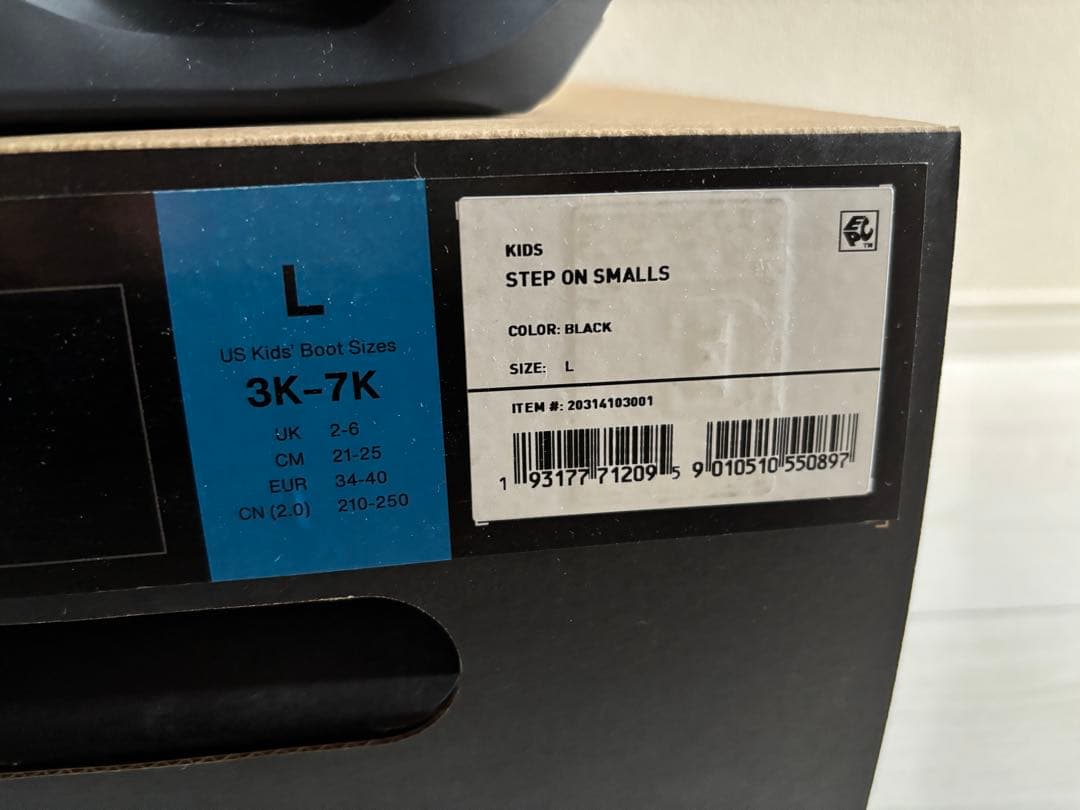 L
US Kids' Boot Sizes
3K-7K
UK 2-6
CM 21-25
EUR 34-40
CN (2.0) 210-250
EPC™
KIDS
STEP ON SMALLS
COLOR: BLACK
SIZE: L
ITEM #: 20314103001
1 93177 71209 5
9 010510 550897